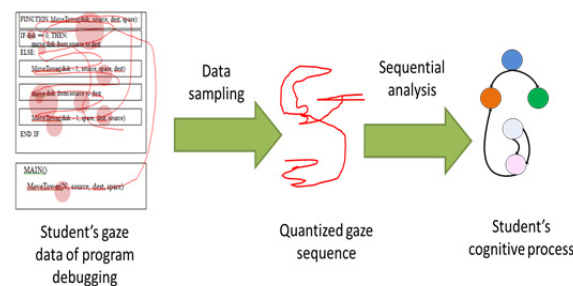 FUNCTION MoveTower(disk, source, dest, spare):
IF disk == 0, THEN:
move disk from source to dest
ELSE:
MoveTower(disk - 1, source, spare, dest)
move disk from source to dest
MoveTower(disk - 1, spare, dest, source)
END IF
MAIN()
MoveTower(N, source, dest, spare)
Student's gaze
data of program
debugging
Data
sampling
Quantized gaze
sequence
Sequential
analysis
Student's
cognitive process